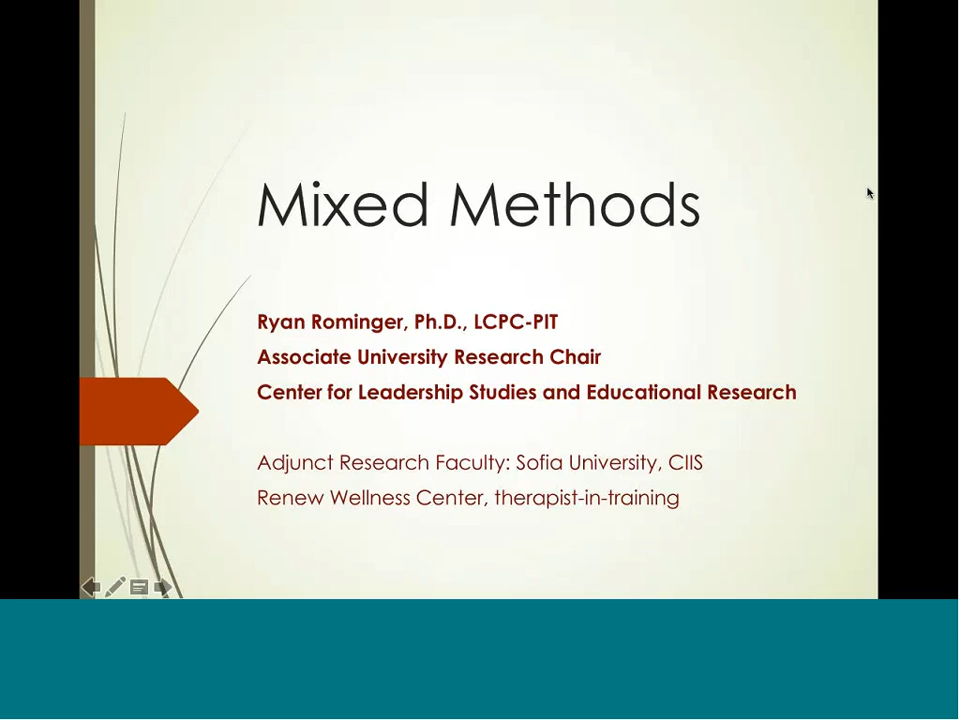 Mixed Methods
Ryan Rominger, Ph.D., LCPC-PIT
Associate University Research Chair
Center for Leadership Studies and Educational Research
Adjunct Research Faculty: Sofia University, CIIS
Renew Wellness Center, therapist-in-training